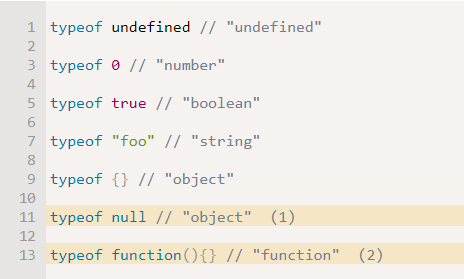 1 typeof undefined // "undefined"
2
3 typeof 0 // "number"
4
5 typeof true // "boolean"
6
7 typeof "foo" // "string"
8
9 typeof {} // "object"
10
11 typeof null // "object"  (1)
12
13 typeof function(){} // "function"  (2)